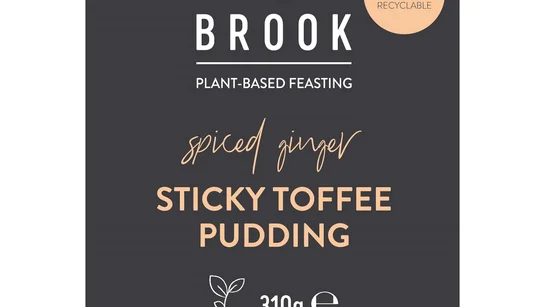 RECYCLABLE
BROOK
PLANT-BASED FEASTING
spiced ginger
STICKY TOFFEE
PUDDING
310g ℮